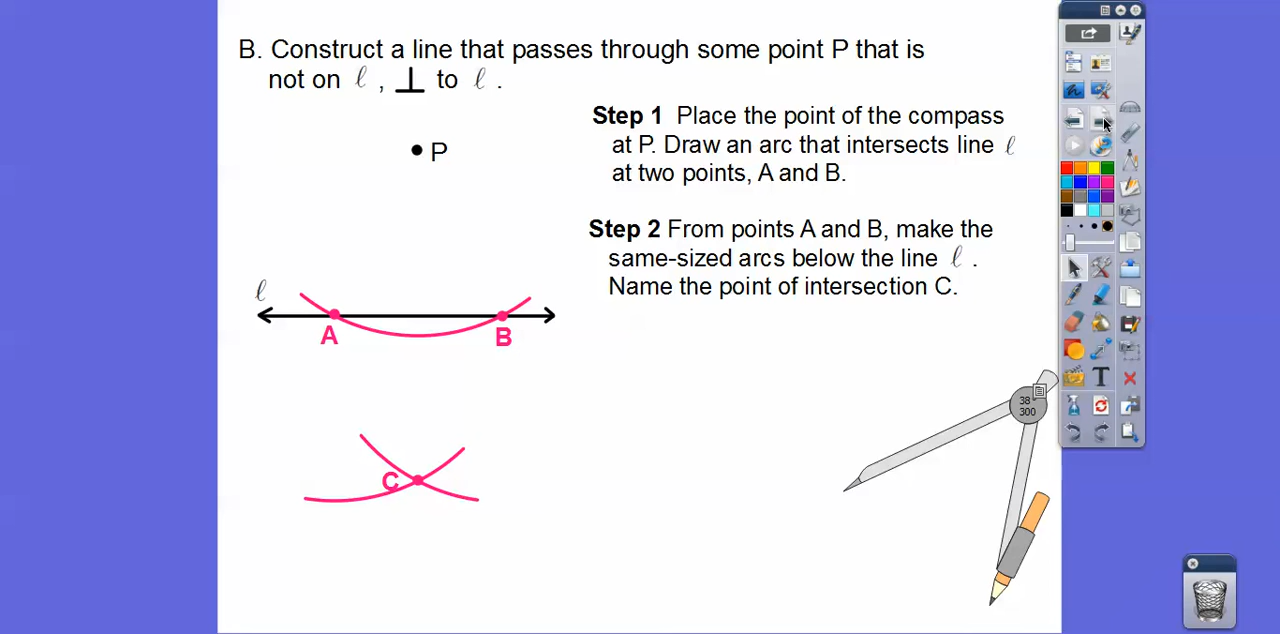 B. Construct a line that passes through some point P that is
not on ℓ , ⊥ to ℓ .
Step 1 Place the point of the compass
at P. Draw an arc that intersects line ℓ
at two points, A and B.
P
Step 2 From points A and B, make the
same-sized arcs below the line ℓ .
Name the point of intersection C.
ℓ
A
B
C
38
300
T